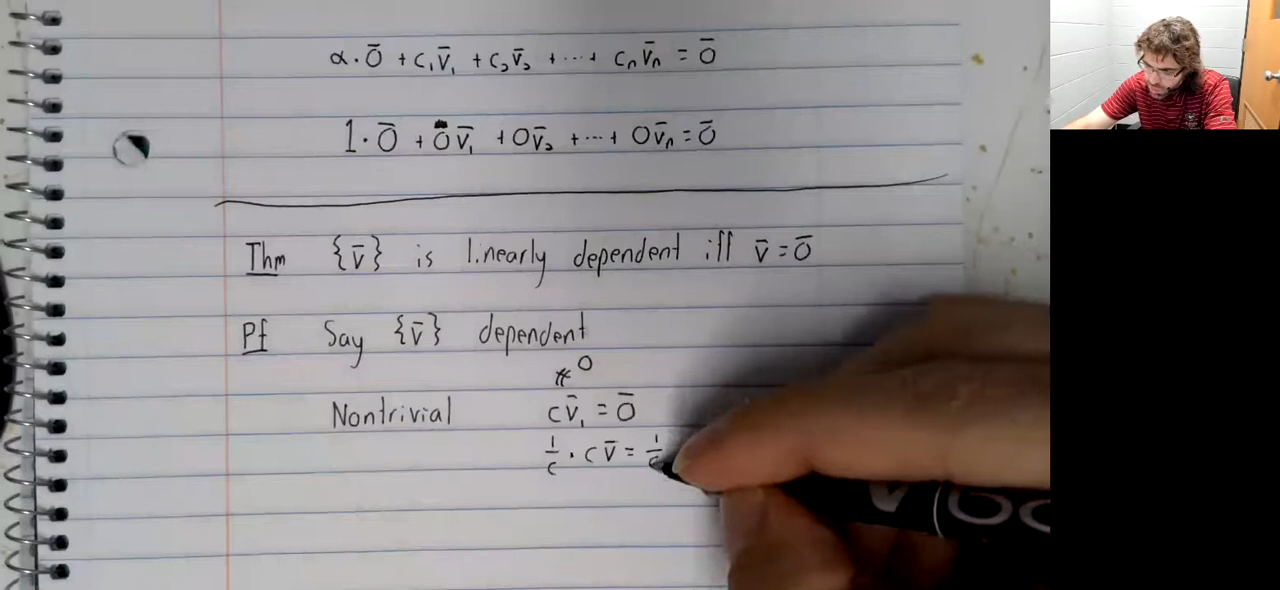 α · 0̄ + c₁v̄₁ + c₂v̄₂ + ··· + cₙv̄ₙ = 0̄
1 · 0̄ + 0v̄₁ + 0v̄₂ + ··· + 0v̄ₙ = 0̄
Thm {v̄} is linearly dependent iff v̄ = 0̄
Pf Say {v̄} dependent
≠ 0
Nontrivial cv̄₁ = 0̄
1/c · cv̄ = 1/c